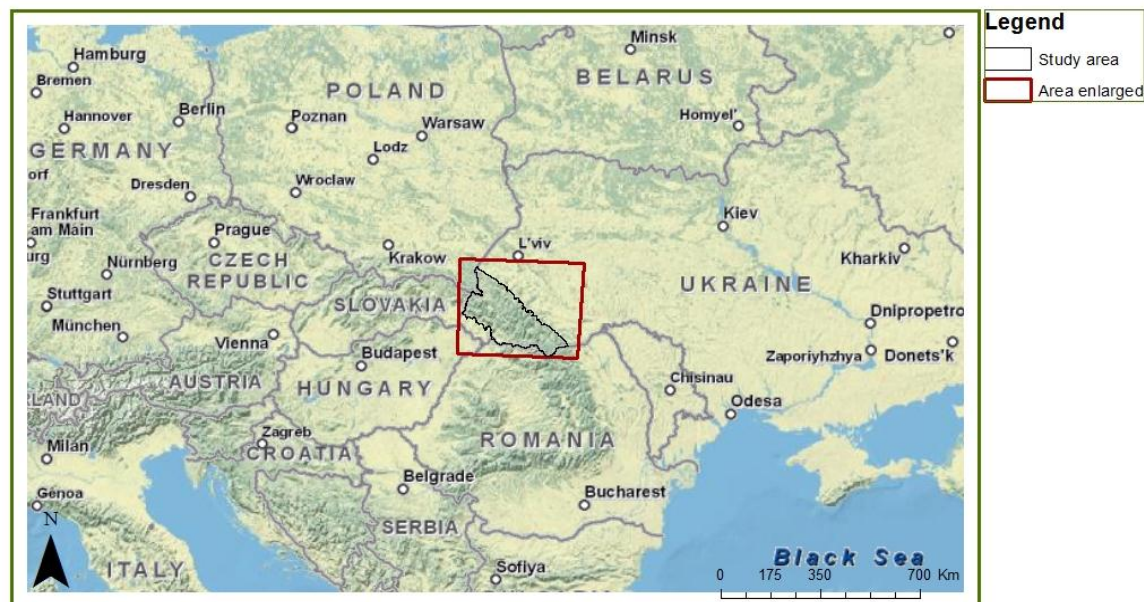 Legend
Study area
Area enlarged
Hamburg
Minsk
Bremen
BELARUS
POLAND
Berlin
Poznan
Warsaw
Homyel'
Hannover
GERMANY
Lodz
orf
Dresden
Wroclaw
Frankfurt
am Main
Kiev
Prague
L'viv
urg
CZECH
REPUBLIC
Krakow
Kharkiv
Nürnberg
UKRAINE
Stuttgart
SLOVAKIA
Dnipropetro
München
Vienna
Budapest
Zaporiyhzhya
Donets'k
AUSTRIA
HUNGARY
Chisinau
RLAND
Odesa
Zagreb
ROMANIA
Milan
CROATIA
Belgrade
Genoa
Bucharest
N
SERBIA
Black Sea
ITALY
Sofiya
0 175 350 700 Km